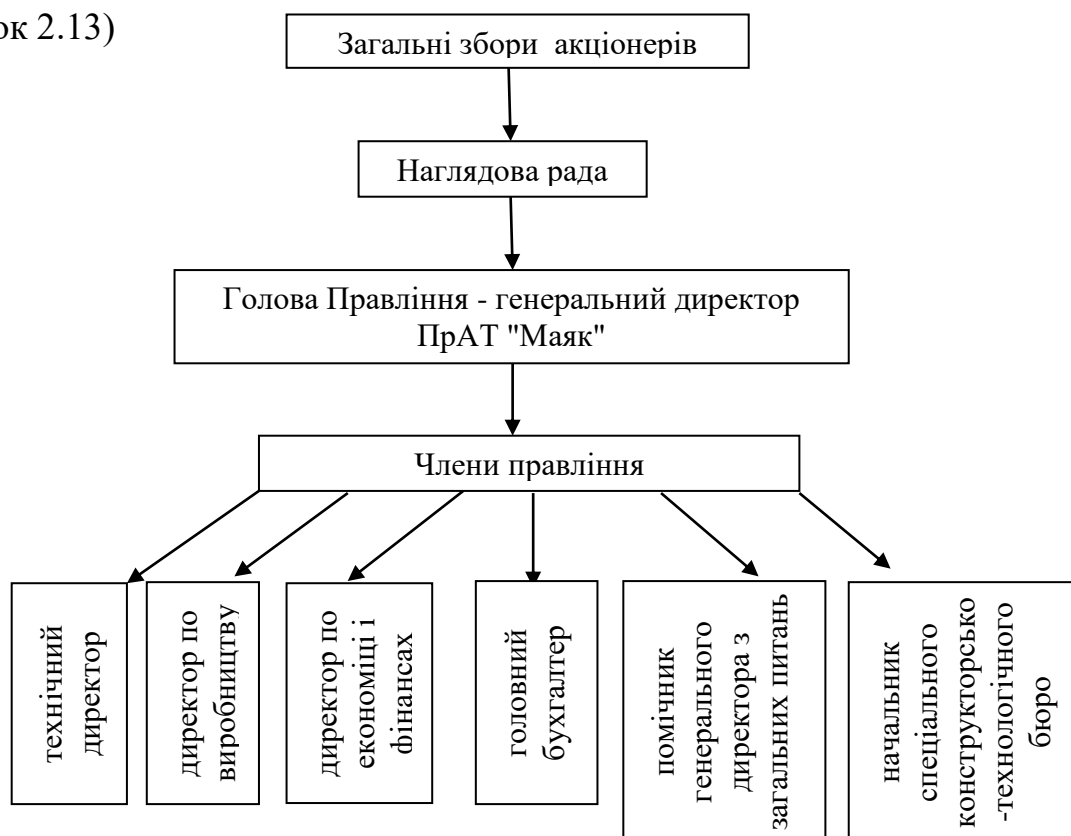 ок 2.13)
Загальні збори акціонерів
Наглядова рада
Голова Правління - генеральний директор
ПрАТ "Маяк"
Члени правління
технічний
директор
директор по
виробництву
директор по
економіці і
фінансах
головний
бухгалтер
помічник
генерального
директора з
загальних питань
начальник
спеціального
конструкторсько
-технологічного
бюро